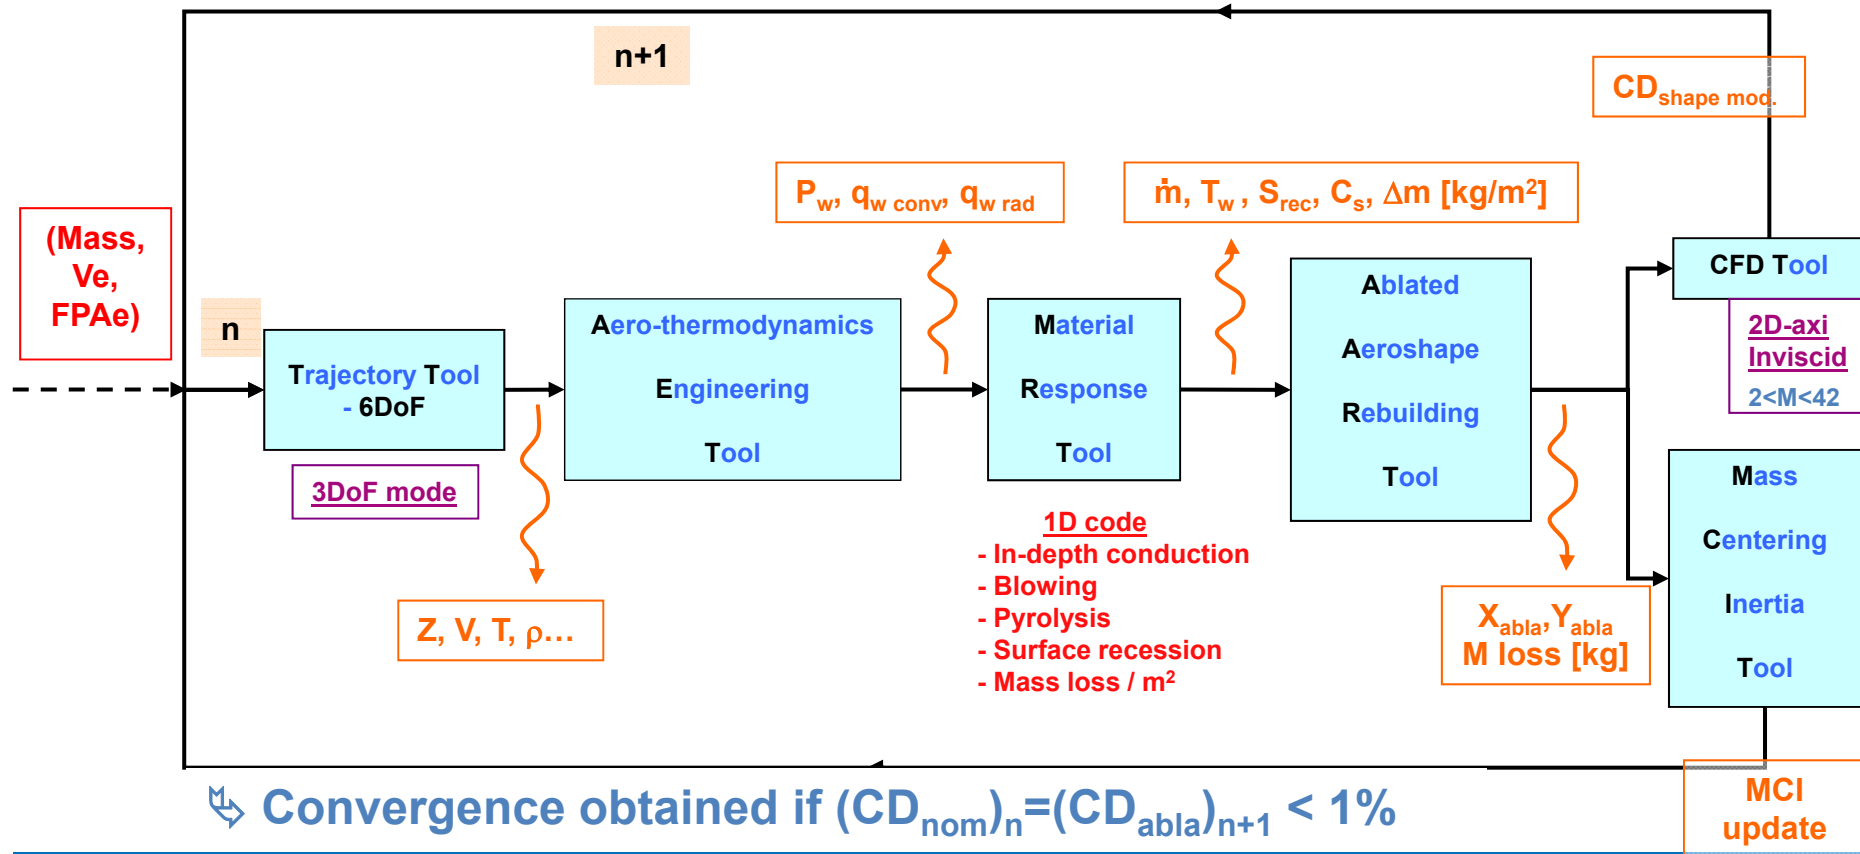 n+1
CD shape mod.
(Mass,
Ve,
FPAe)
n
Trajectory Tool
- 6DoF
3DoF mode
Z, V, T, ρ...
Aero-thermodynamics
Engineering
Tool
Pw, qw conv, qw rad
Material
Response
Tool
1D code
- In-depth conduction
- Blowing
- Pyrolysis
- Surface recession
- Mass loss / m²
ṁ, Tw , Srec, Cs, Δm [kg/m²]
Ablated
Aeroshape
Rebuilding
Tool
Xabla,Yabla
M loss [kg]
CFD Tool
2D-axi
Inviscid
2<M<42
Mass
Centering
Inertia
Tool
MCI
update
Convergence obtained if (CDnom)n=(CDabla)n+1 < 1%